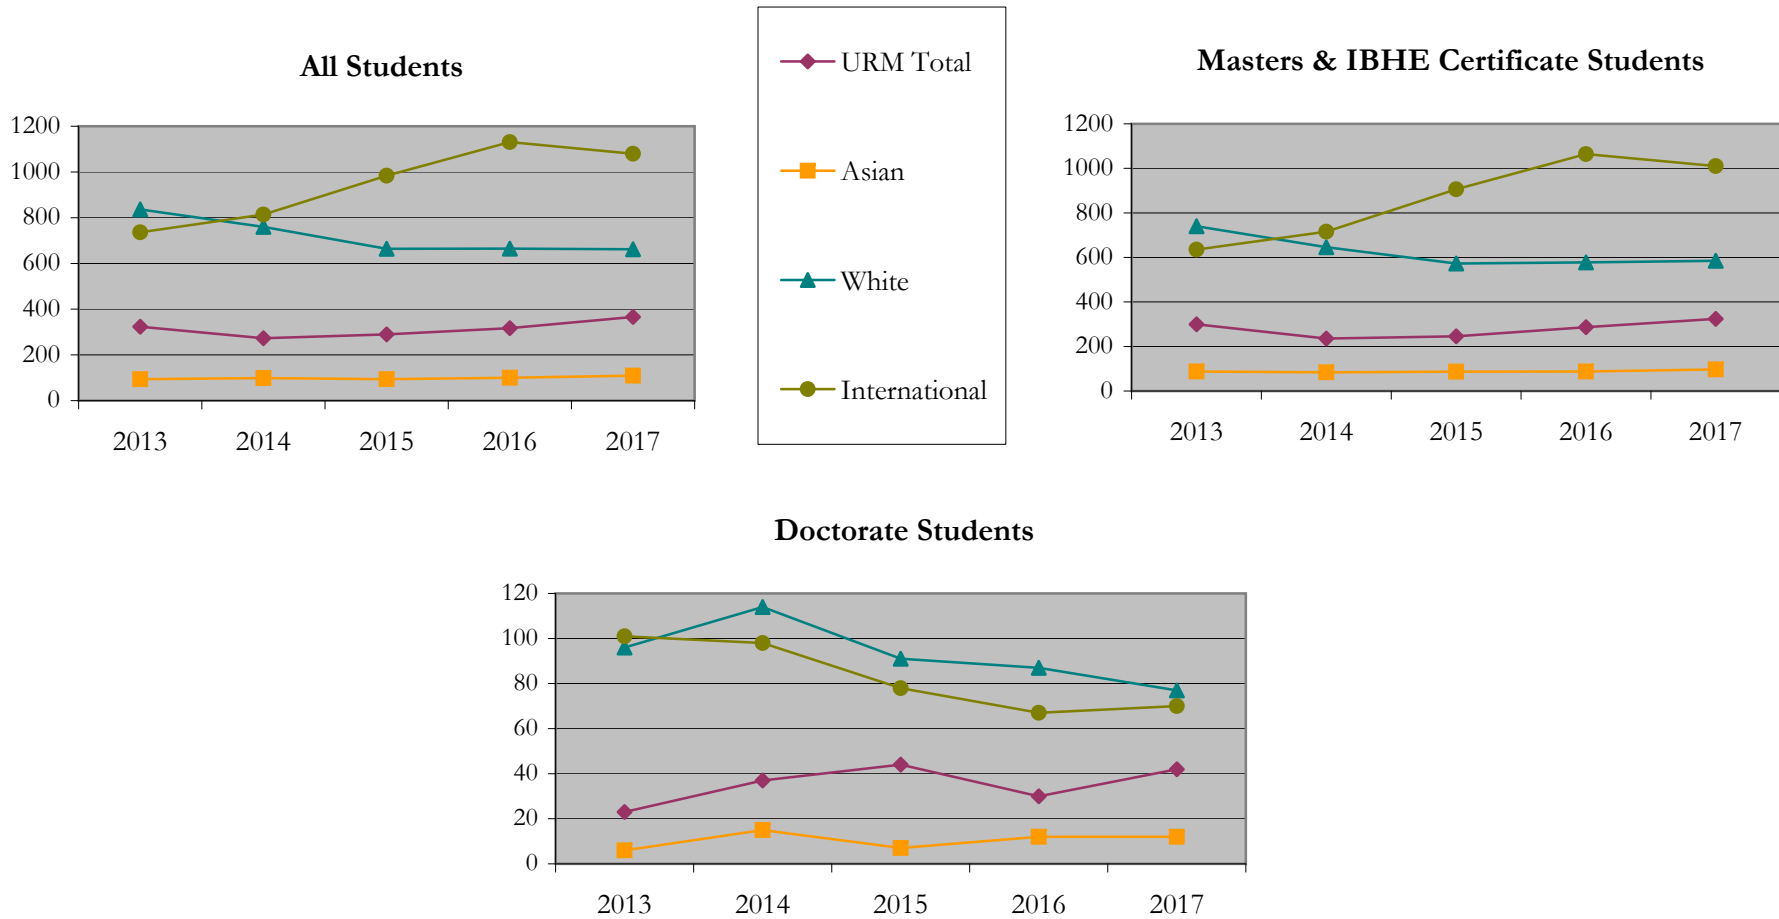 All Students
1200
1000
800
600
400
200
0
2013 2014 2015 2016 2017
URM Total
Asian
White
International
Masters & IBHE Certificate Students
1200
1000
800
600
400
200
0
2013 2014 2015 2016 2017
Doctorate Students
120
100
80
60
40
20
0
2013 2014 2015 2016 2017